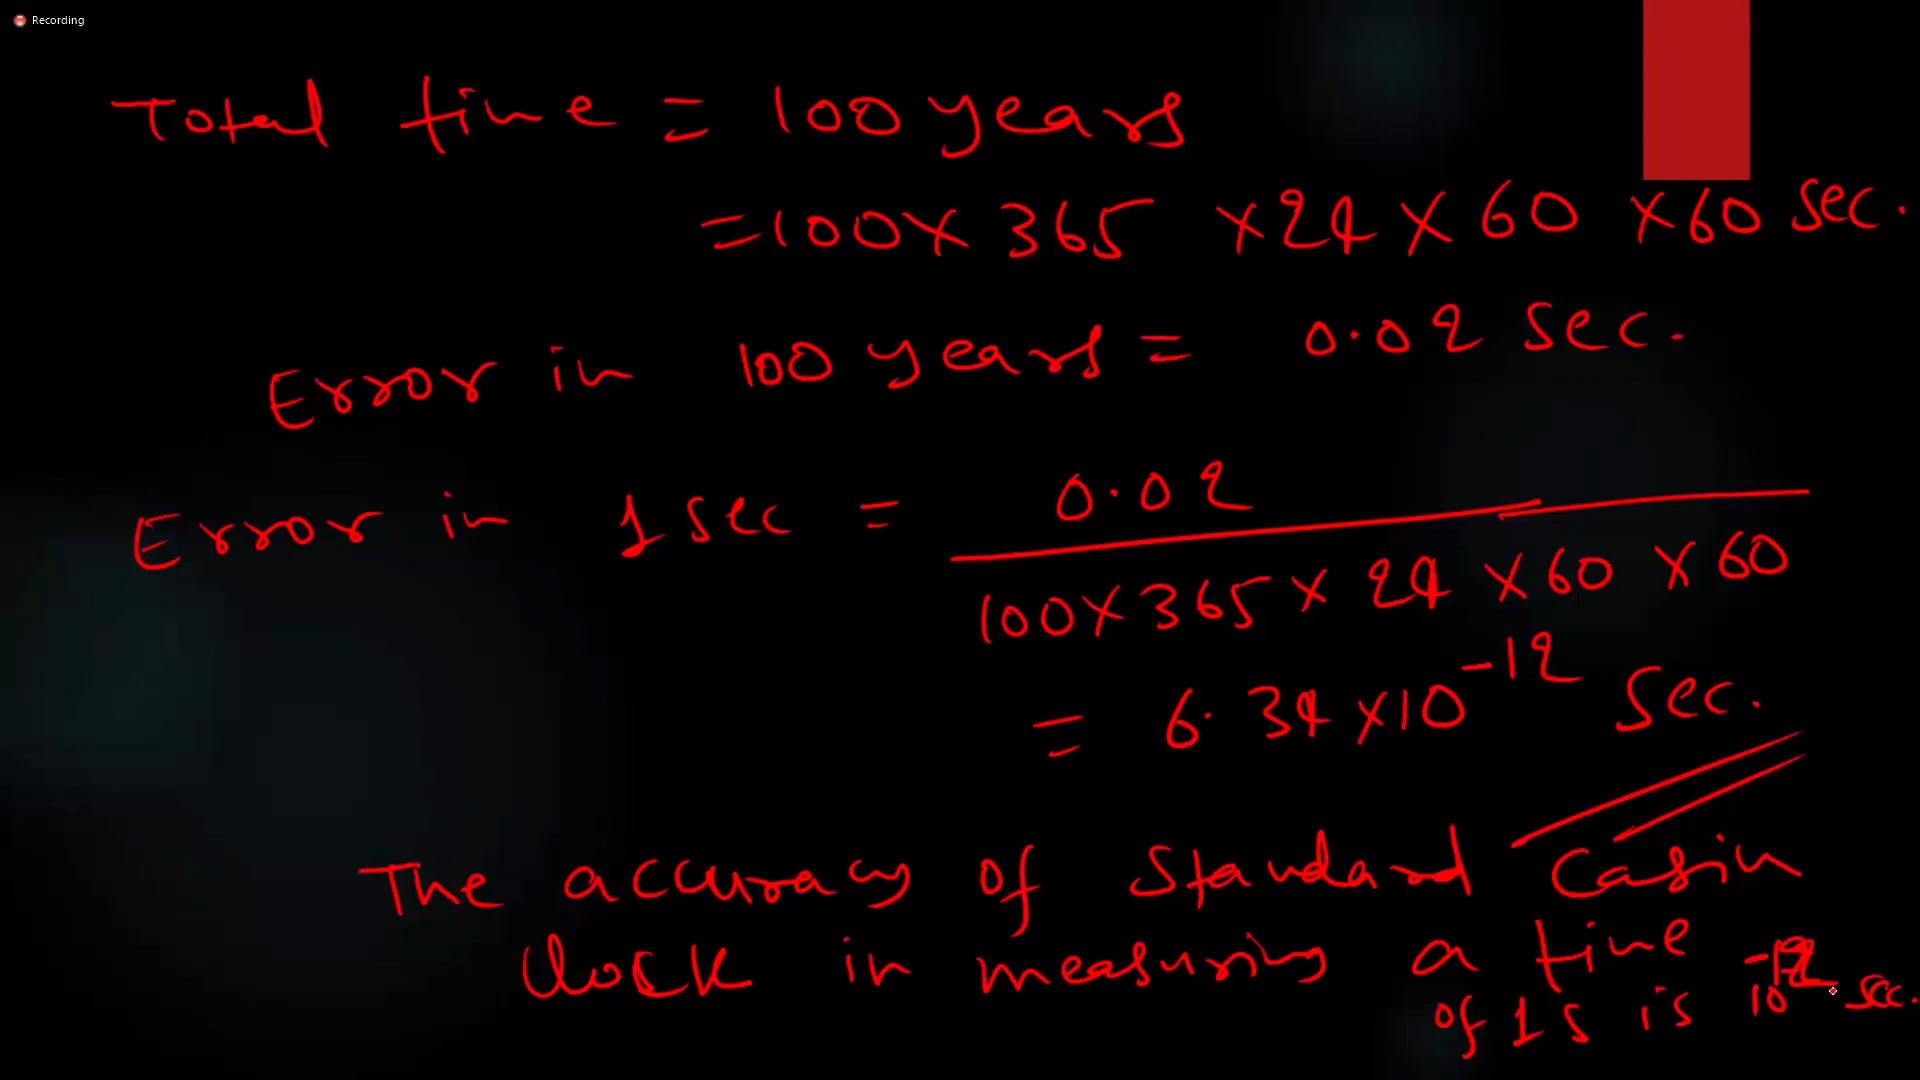 Recording
Total time = 100 years
= 100 × 365 × 24 × 60 × 60 sec.
Error in 100 years = 0.02 sec.
Error in 1 sec = 0.02
100 × 365 × 24 × 60 × 60
= 6.34 × 10⁻¹² sec.
The accuracy of standard Casium
clock in measuring a time
of 1 s is 10⁻¹² sec.